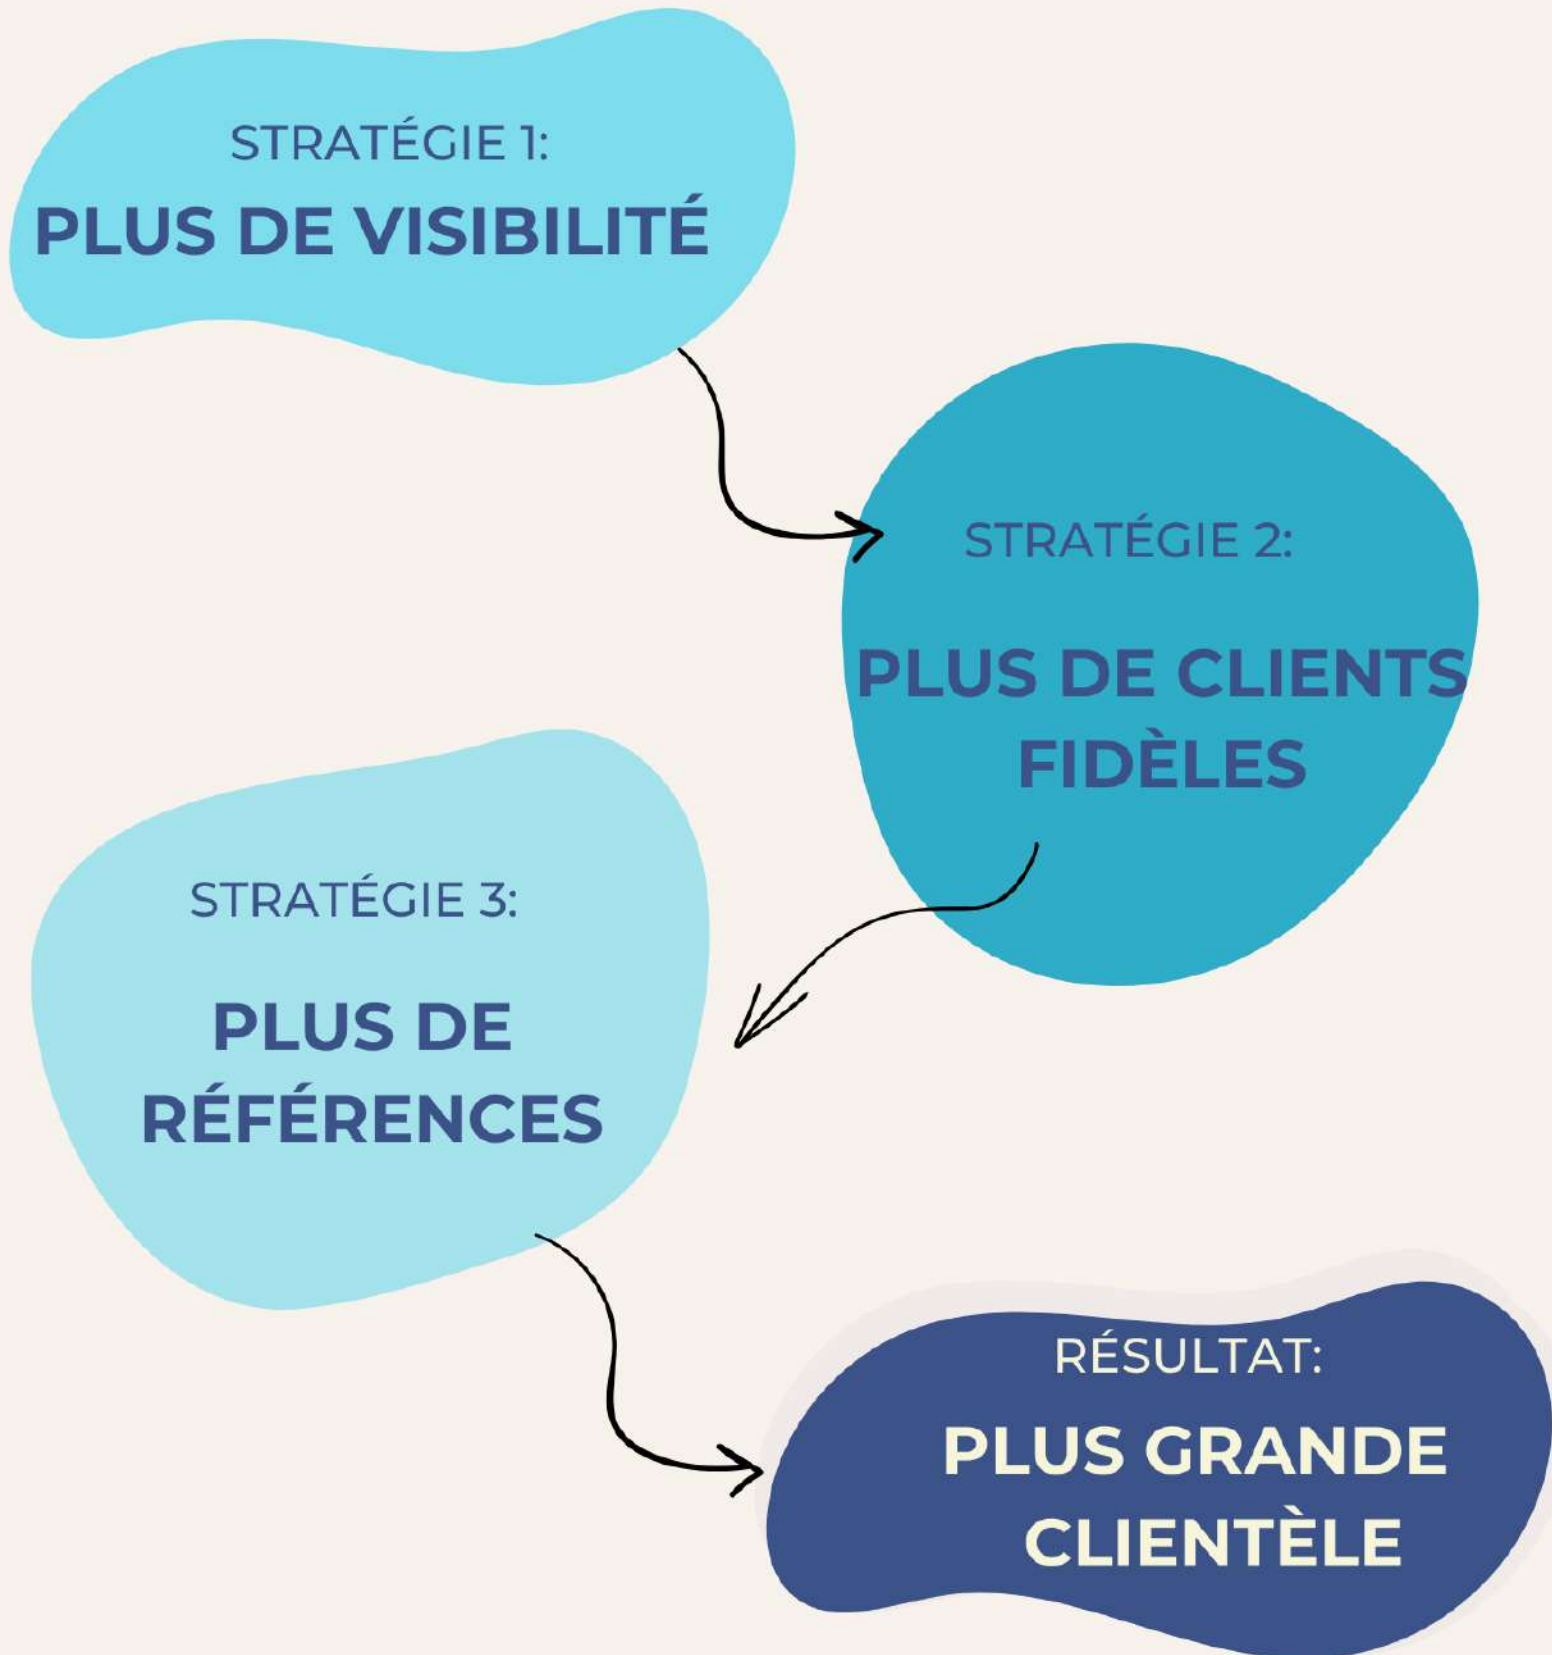 STRATÉGIE 1:
PLUS DE VISIBILITÉ
STRATÉGIE 2:
PLUS DE CLIENTS
FIDÈLES
STRATÉGIE 3:
PLUS DE
RÉFÉRENCES
RÉSULTAT:
PLUS GRANDE
CLIENTÈLE